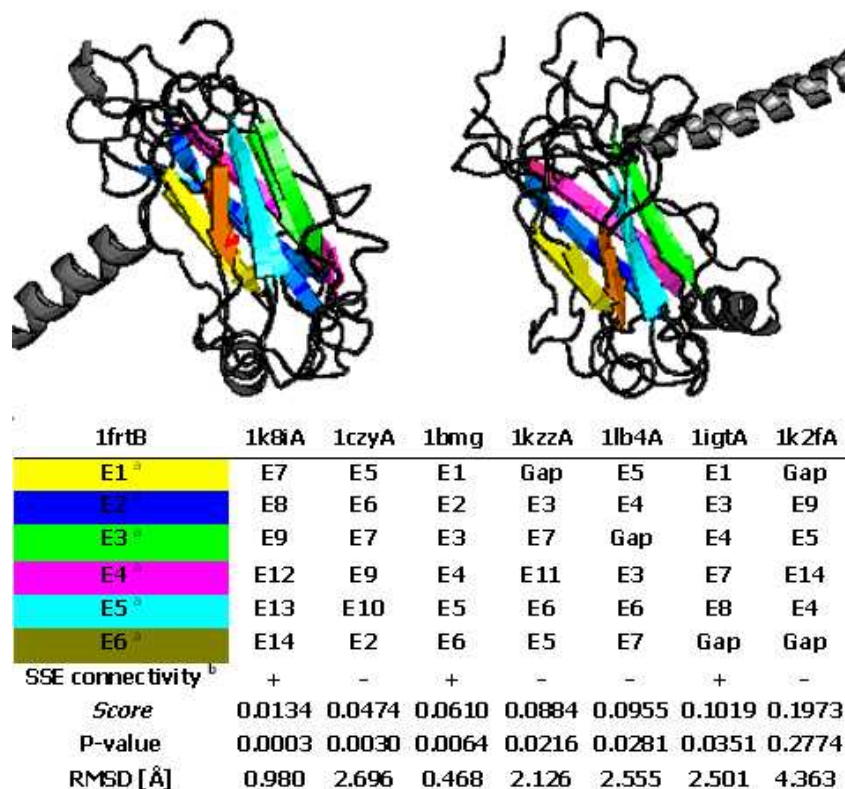 1frtB 1k8iA 1czyA 1bmg 1kzzA 1lb4A 1igtA 1k2fA
E1 a E7 E5 E1 Gap E5 E1 Gap
E2 E8 E6 E2 E3 E4 E3 E9
E3 a E9 E7 E3 E7 Gap E4 E5
E4 a E12 E9 E4 E11 E3 E7 E14
E5 a E13 E10 E5 E6 E6 E8 E4
E6 a E14 E2 E6 E5 E7 Gap Gap
SSE connectivity b + - + - - + -
Score 0.0134 0.0474 0.0610 0.0884 0.0955 0.1019 0.1973
P-value 0.0003 0.0030 0.0064 0.0216 0.0281 0.0351 0.2774
RMSD [Å] 0.980 2.696 0.468 2.126 2.555 2.501 4.363